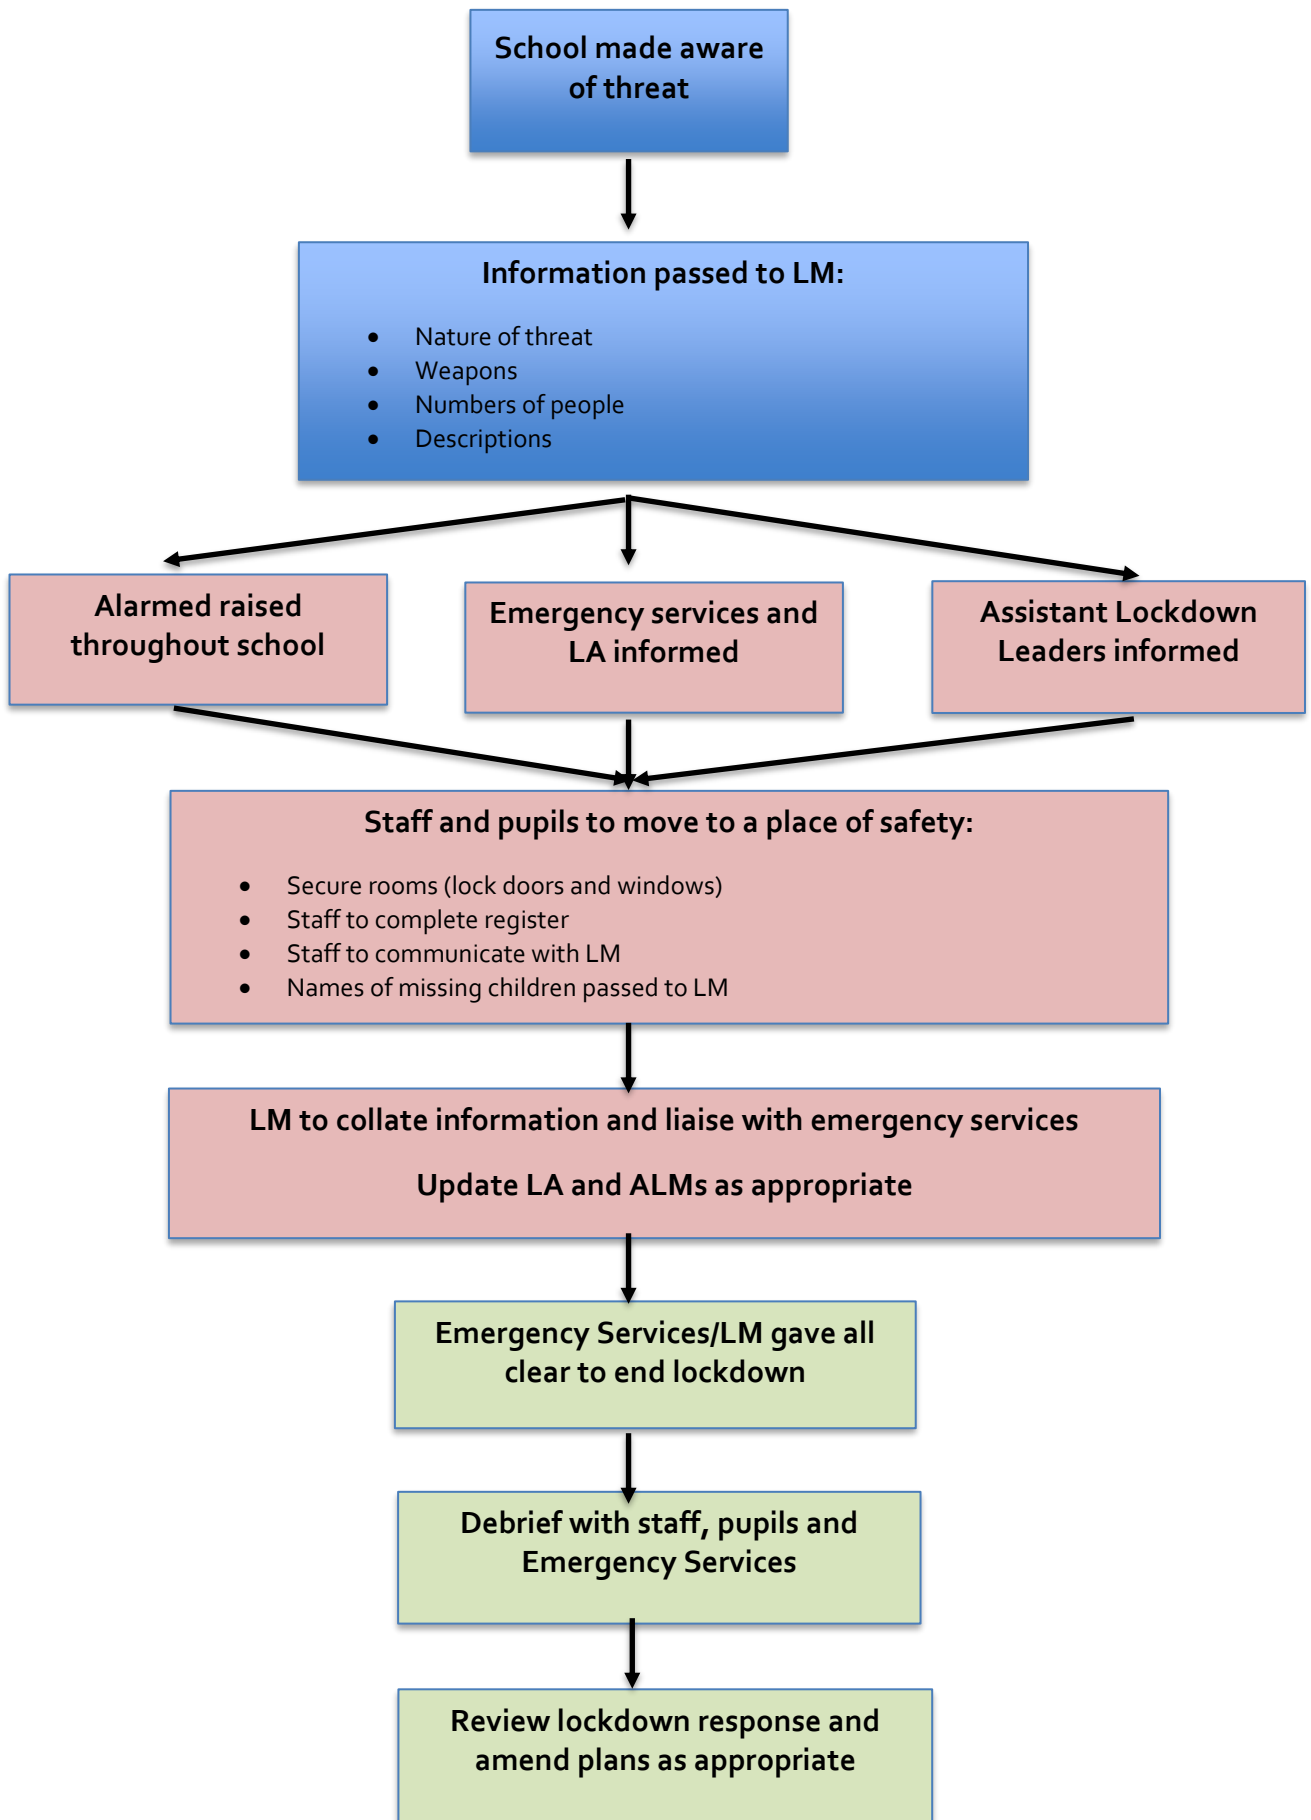 School made aware
of threat
Information passed to LM:
• Nature of threat
• Weapons
• Numbers of people
• Descriptions
Alarmed raised
throughout school
Emergency services and
LA informed
Assistant Lockdown
Leaders informed
Staff and pupils to move to a place of safety:
• Secure rooms (lock doors and windows)
• Staff to complete register
• Staff to communicate with LM
• Names of missing children passed to LM
LM to collate information and liaise with emergency services
Update LA and ALMs as appropriate
Emergency Services/LM gave all
clear to end lockdown
Debrief with staff, pupils and
Emergency Services
Review lockdown response and
amend plans as appropriate